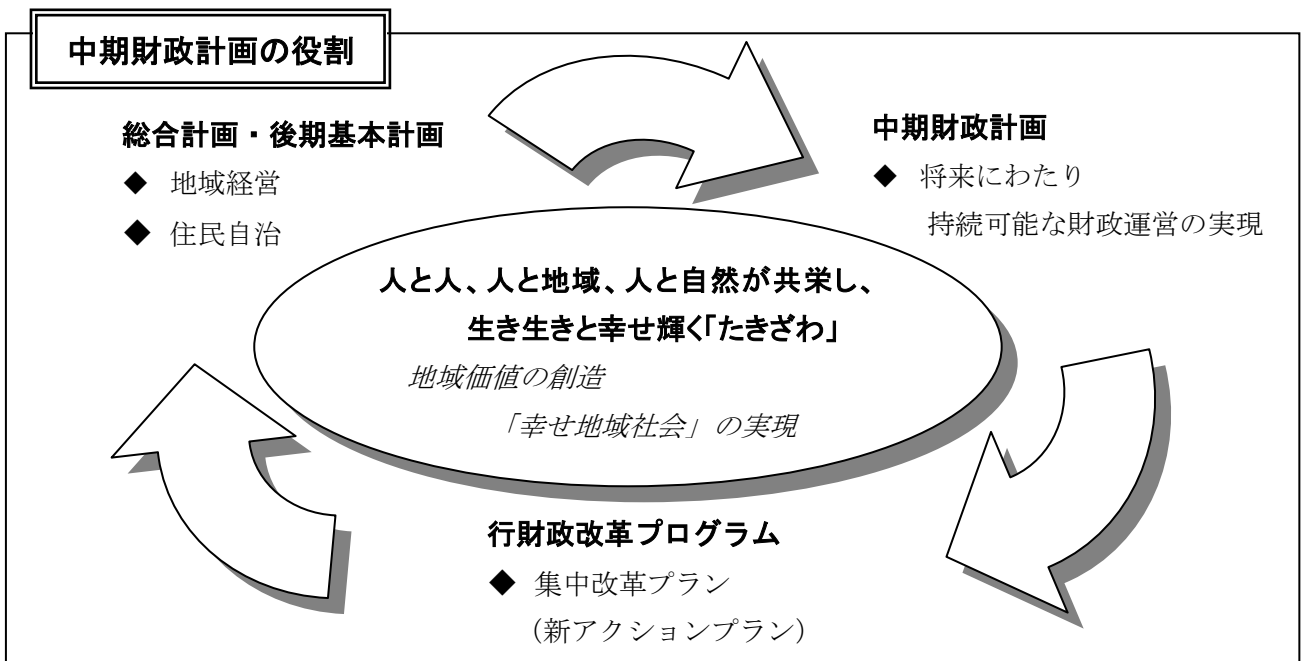 中期財政計画の役割
総合計画・後期基本計画
◆ 地域経営
◆ 住民自治
中期財政計画
◆ 将来にわたり
持続可能な財政運営の実現
人と人、人と地域、人と自然が共栄し、
生き生きと幸せ輝く「たきざわ」
地域価値の創造
「幸せ地域社会」の実現
行財政改革プログラム
◆ 集中改革プラン
（新アクションプラン）